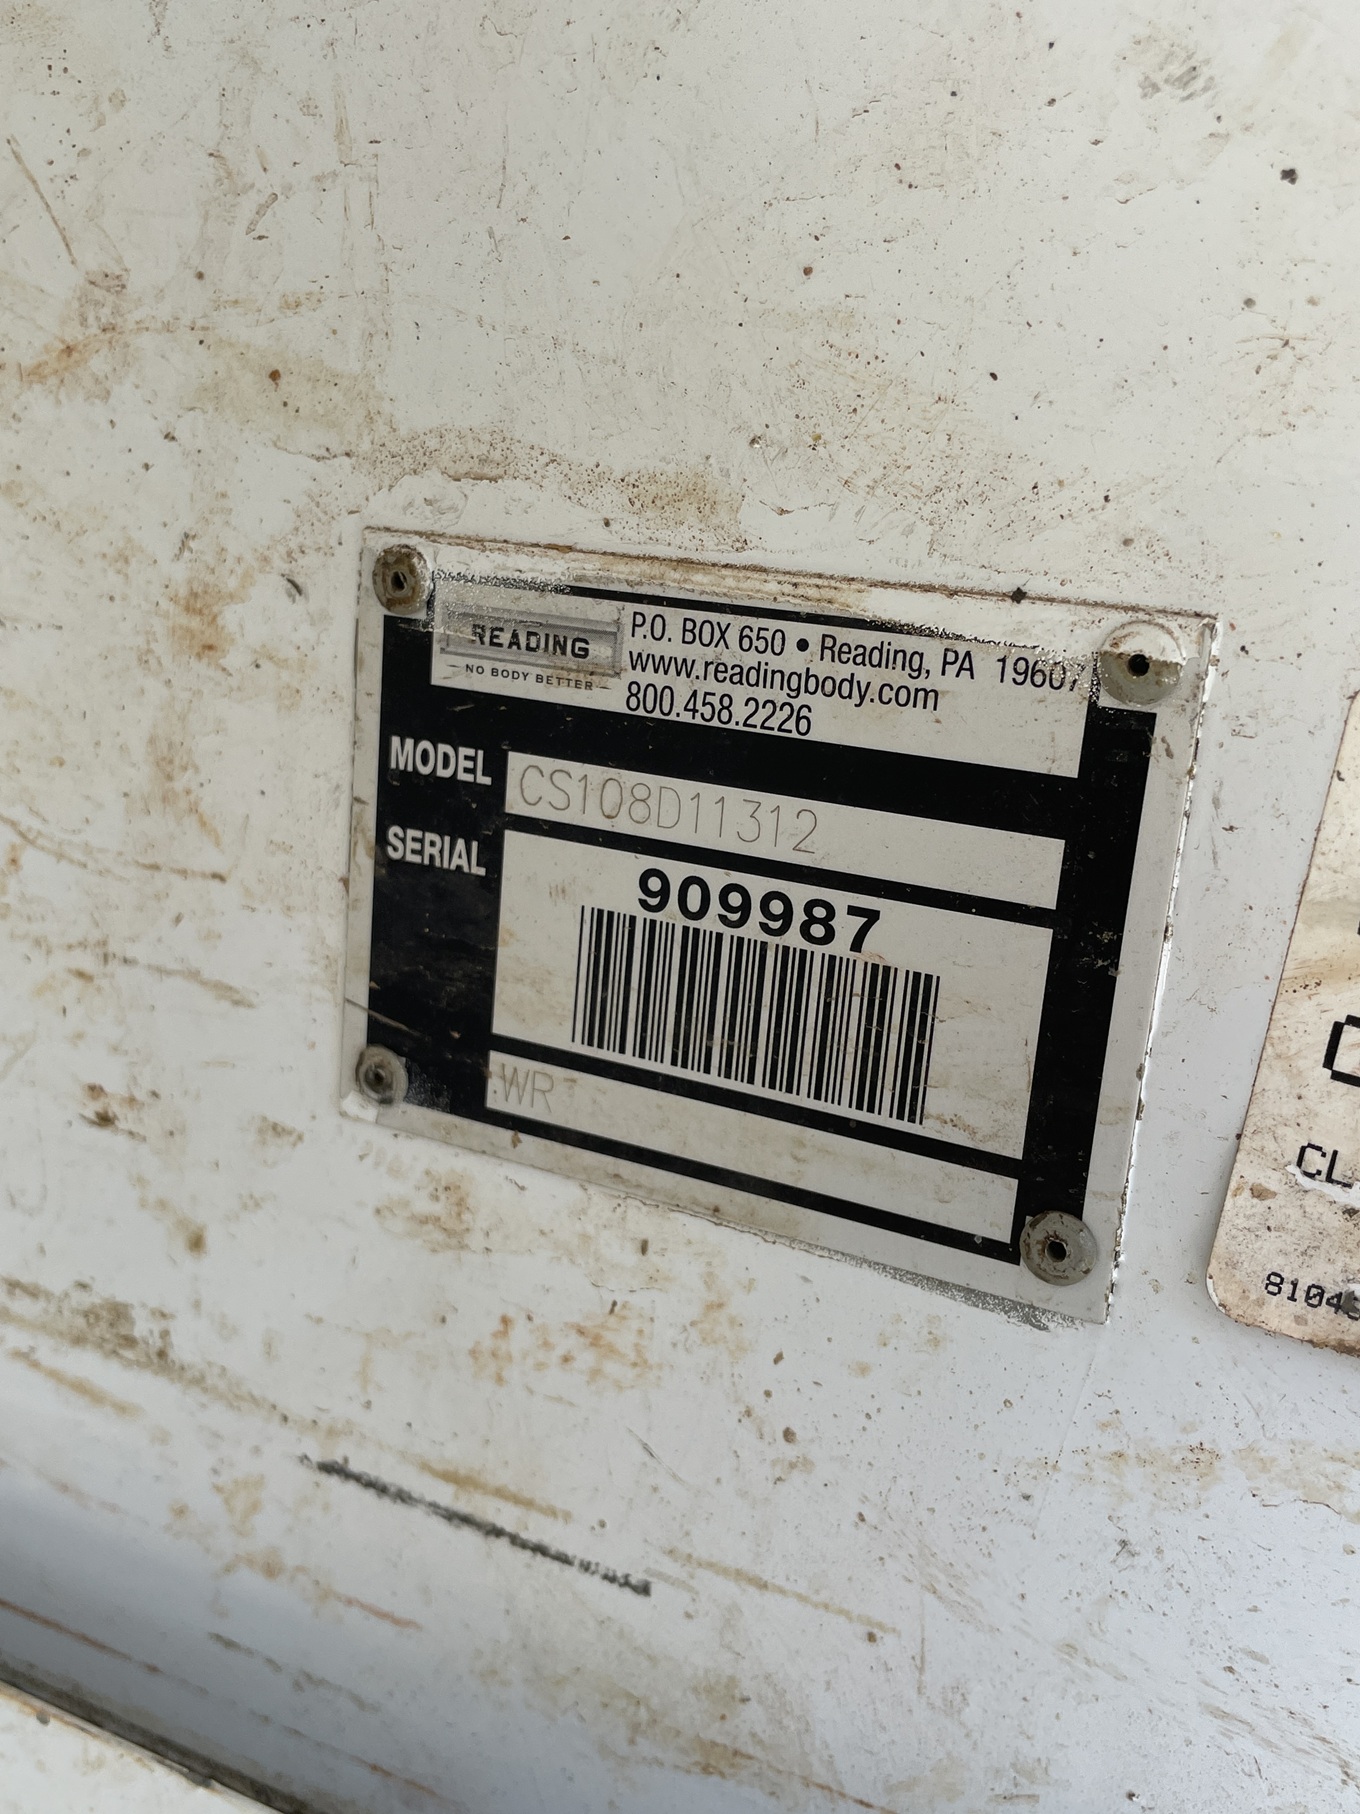 READING
NO BODY BETTER
P.O. BOX 650 • Reading, PA 19607
www.readingbody.com
800.458.2226
MODEL CS108D11312
SERIAL 909987
WR
CL